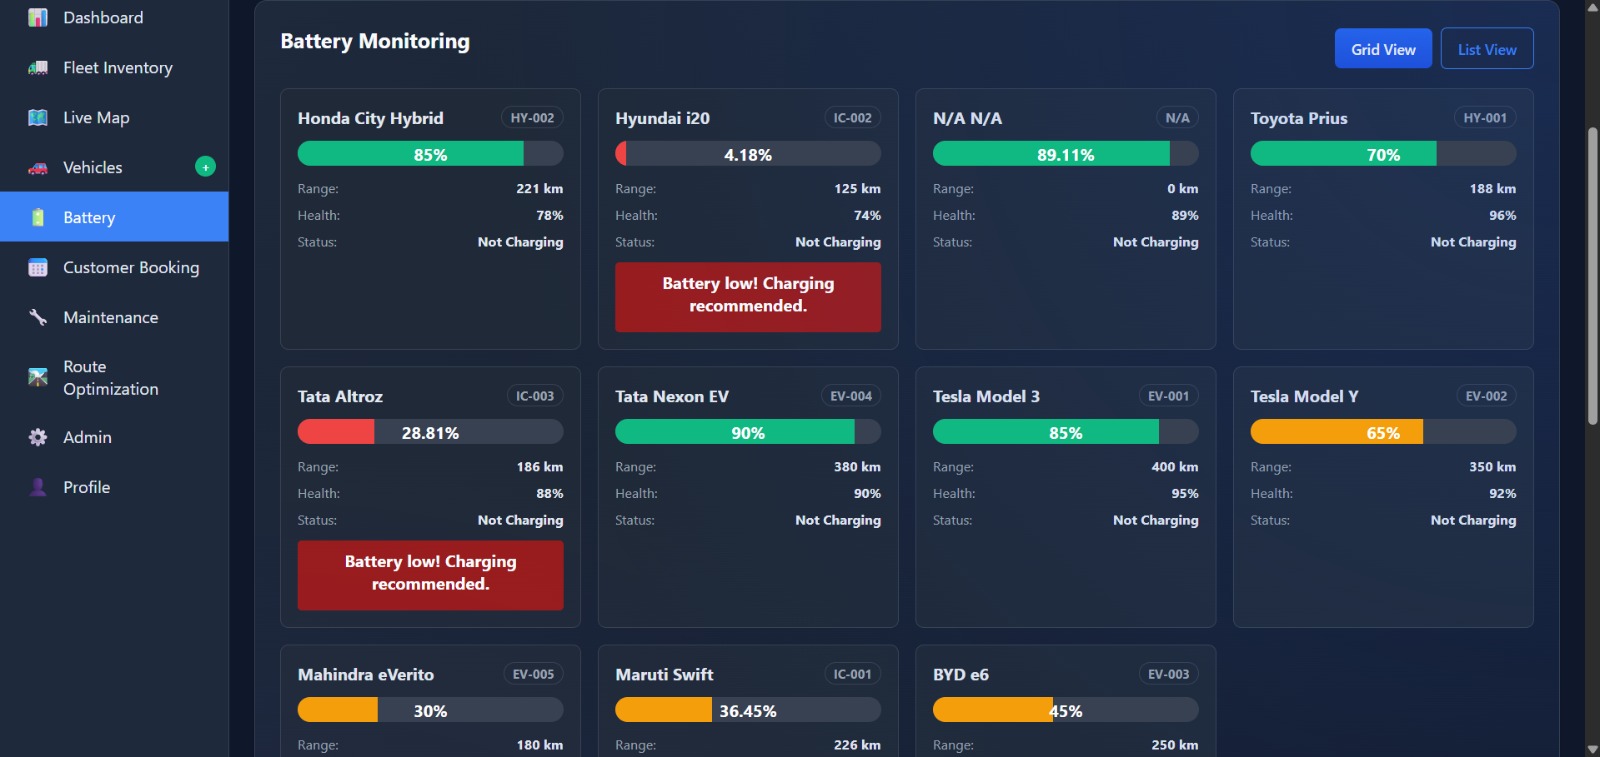 Dashboard
Fleet Inventory
Live Map
Vehicles
+
Battery
Customer Booking
Maintenance
Route
Optimization
Admin
Profile
Battery Monitoring
Grid View
List View
Honda City Hybrid HY-002
85%
Range: 221 km
Health: 78%
Status: Not Charging
Hyundai i20 IC-002
4.18%
Range: 125 km
Health: 74%
Status: Not Charging
Battery low! Charging
recommended.
N/A N/A N/A
89.11%
Range: 0 km
Health: 89%
Status: Not Charging
Toyota Prius HY-001
70%
Range: 188 km
Health: 96%
Status: Not Charging
Tata Altroz IC-003
28.81%
Range: 186 km
Health: 88%
Status: Not Charging
Battery low! Charging
recommended.
Tata Nexon EV EV-004
90%
Range: 380 km
Health: 90%
Status: Not Charging
Tesla Model 3 EV-001
85%
Range: 400 km
Health: 95%
Status: Not Charging
Tesla Model Y EV-002
65%
Range: 350 km
Health: 92%
Status: Not Charging
Mahindra eVerito EV-005
30%
Range: 180 km
Maruti Swift IC-001
36.45%
Range: 226 km
BYD e6 EV-003
45%
Range: 250 km